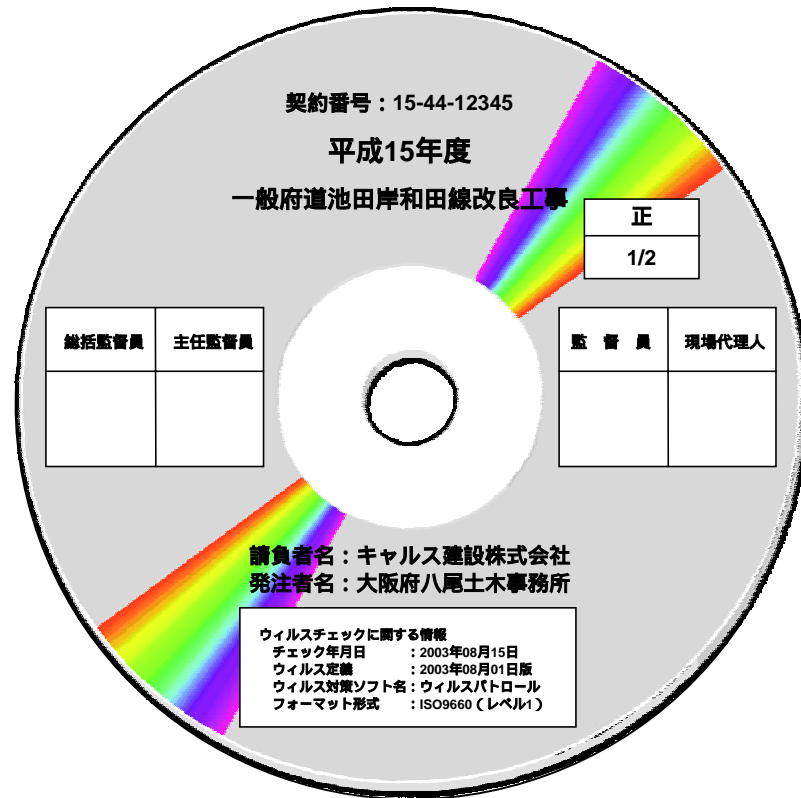 契約番号：15-44-12345
平成15年度
一般府道池田岸和田線改良工事
正
1/2
総括監督員 主任監督員
監 督 員 現場代理人
請負者名：キャルス建設株式会社
発注者名：大阪府八尾土木事務所
ウィルスチェックに関する情報
チェック年月日 ：2003年08月15日
ウィルス定義 ：2003年08月01日版
ウィルス対策ソフト名：ウィルスパトロール
フォーマット形式 ：ISO9660（レベル1）